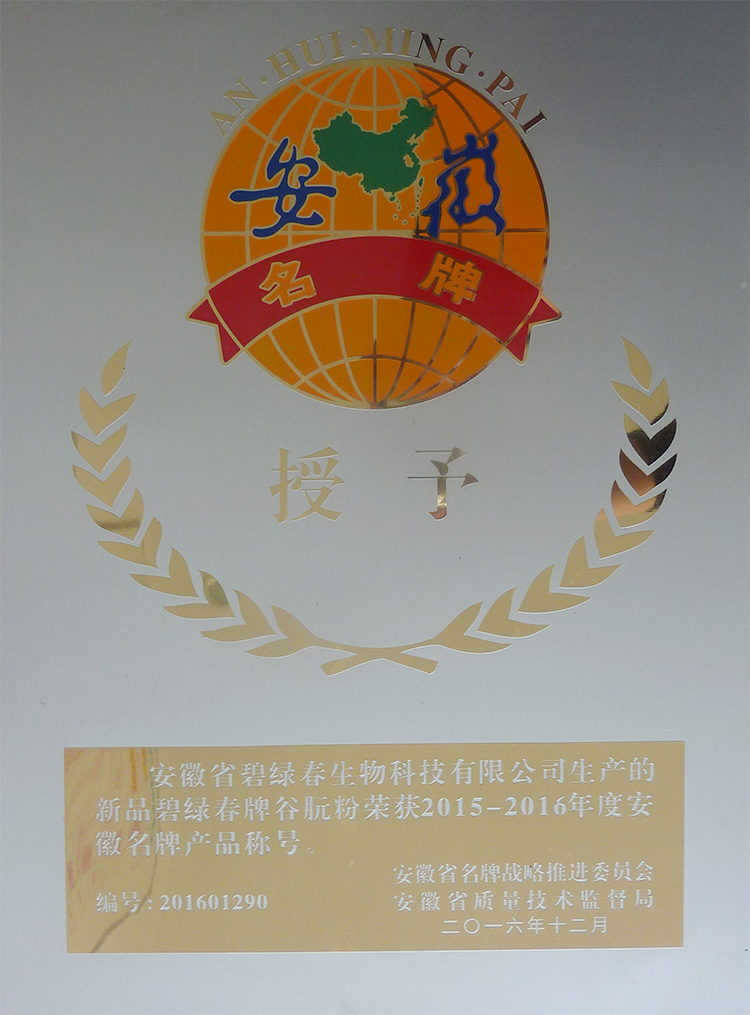 AN·HUI·MING·PAI
安徽
名牌
授予
安徽省碧绿春生物科技有限公司生产的
新品碧绿春牌谷朊粉荣获2015-2016年度安
徽名牌产品称号。
安徽省名牌战略推进委员会
编号:201601290
安徽省质量技术监督局
二〇一六年十二月